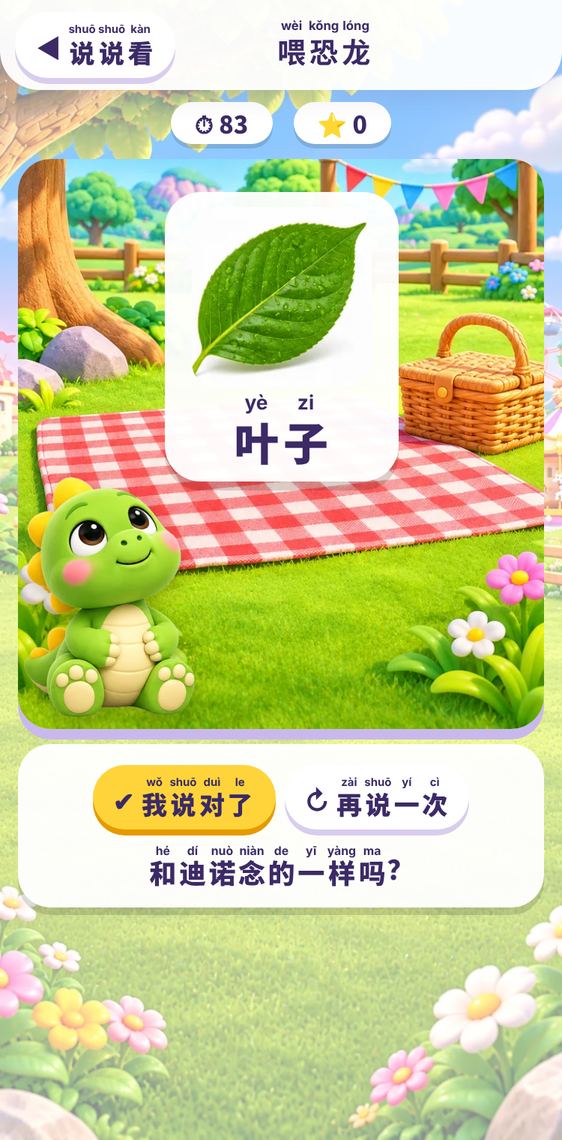 shuō shuō kàn
◀ 说说看
wèi kǒng lóng
喂恐龙
⏱ 83
⭐ 0
yè zi
叶子
wǒ shuō duì le
✔ 我说对了
zài shuō yí cì
↻ 再说一次
hé dí nuò niàn de yī yàng ma
和迪诺念的一样吗?